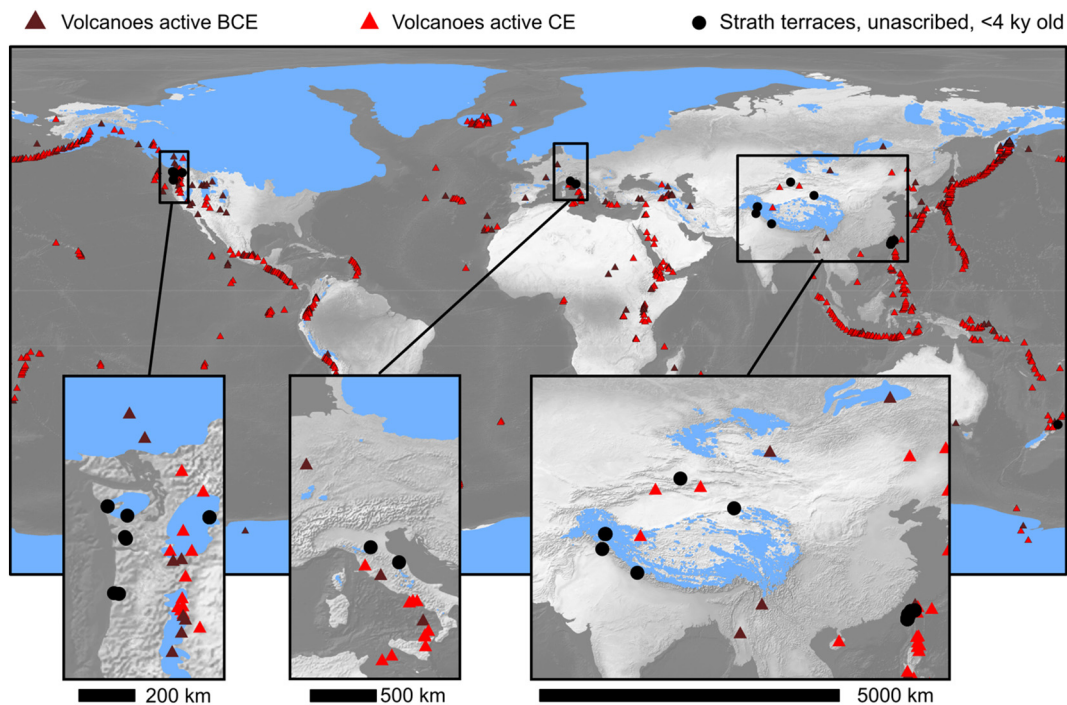 Volcanoes active BCE
Volcanoes active CE
Strath terraces, unascribed, <4 ky old
200 km
500 km
5000 km